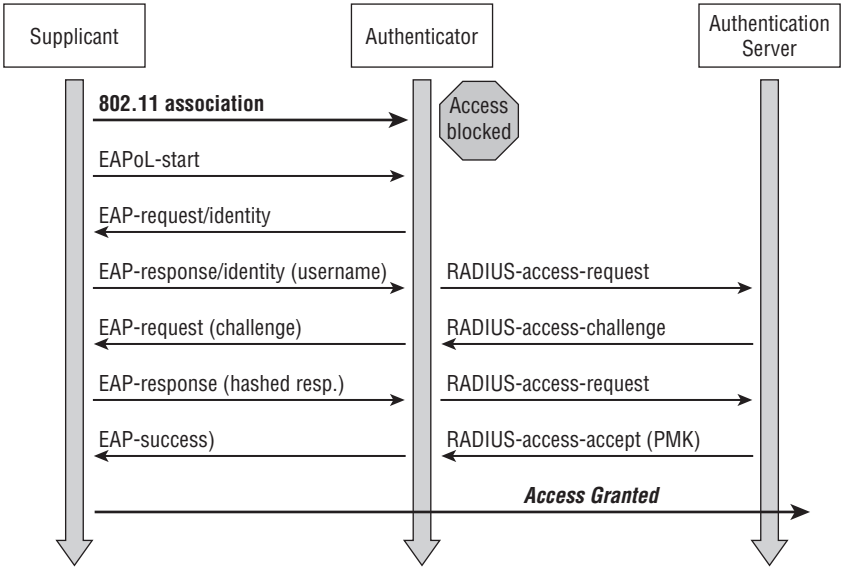 Supplicant
Authenticator
Authentication
Server
802.11 association
Access
blocked
EAPoL-start
EAP-request/identity
EAP-response/identity (username)
RADIUS-access-request
EAP-request (challenge)
RADIUS-access-challenge
EAP-response (hashed resp.)
RADIUS-access-request
EAP-success)
RADIUS-access-accept (PMK)
Access Granted